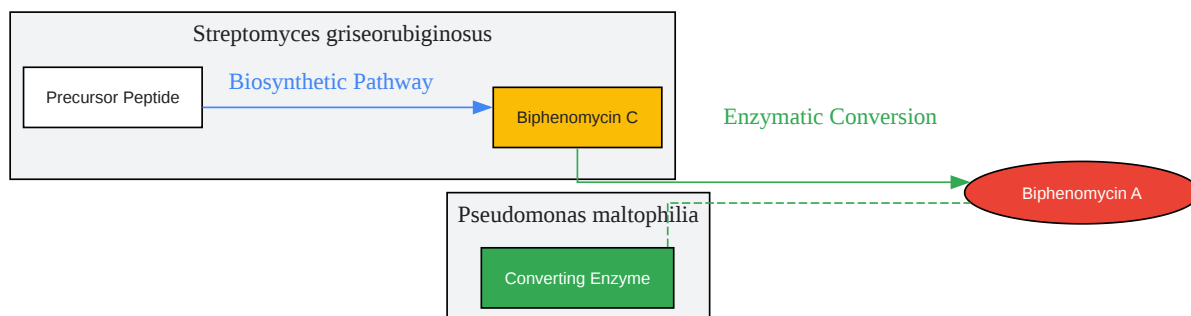 Streptomyces griseorubiginosus
Biosynthetic Pathway
Precursor Peptide
Biphenomycin C
Enzymatic Conversion
Biphenomycin A
Pseudomonas maltophilia
Converting Enzyme